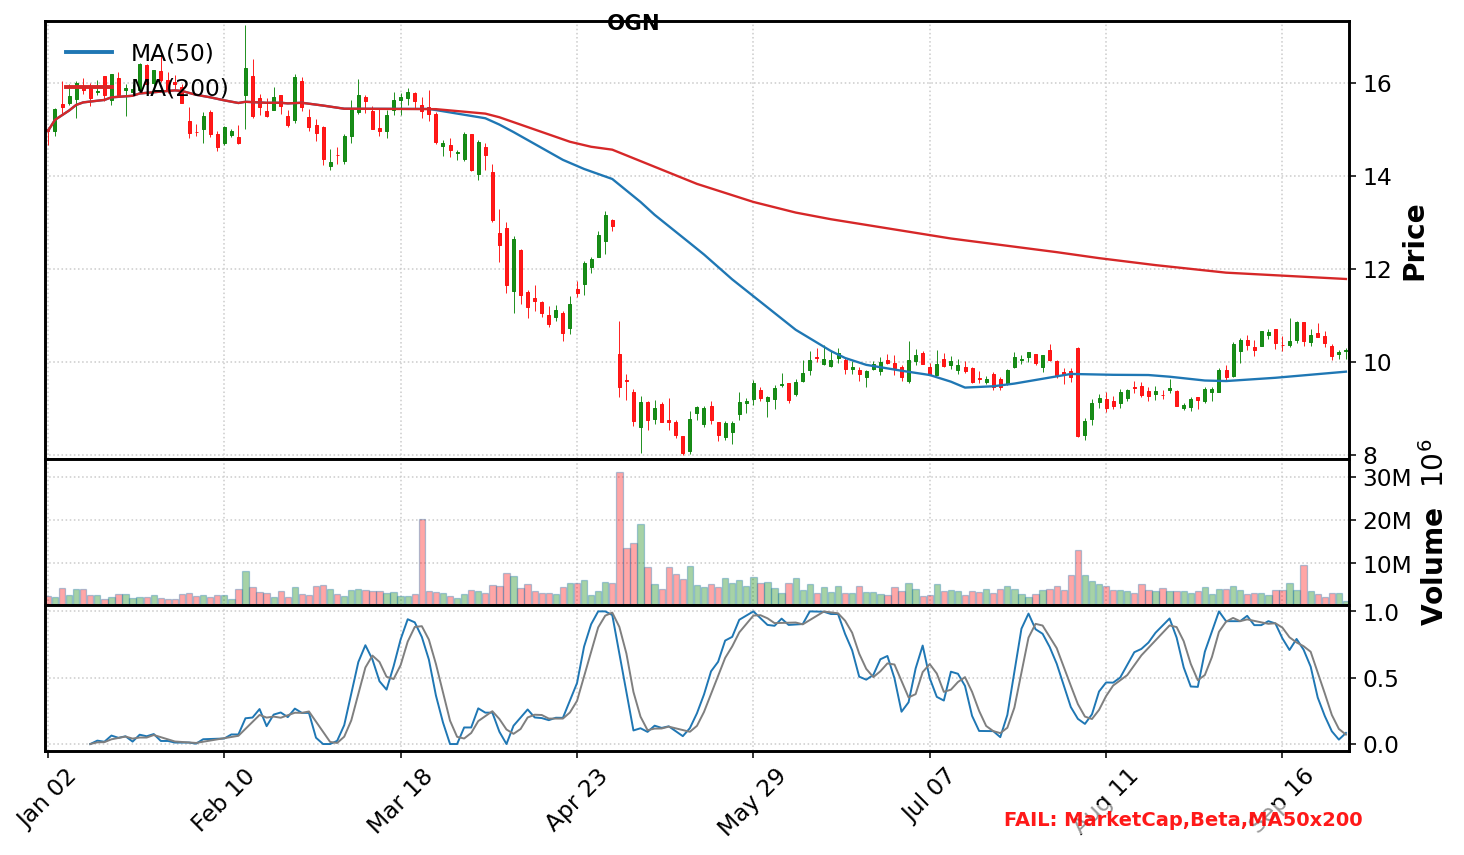 OGN
MA(50)
MA(200)
16
14
12
10
8
Price
30M
20M
10M
Volume 10⁶
1.0
0.5
0.0
Jan 02
Feb 10
Mar 18
Apr 23
May 29
Jul 07
Aug 11
Sep 16
FAIL: MarketCap,Beta,MA50x200